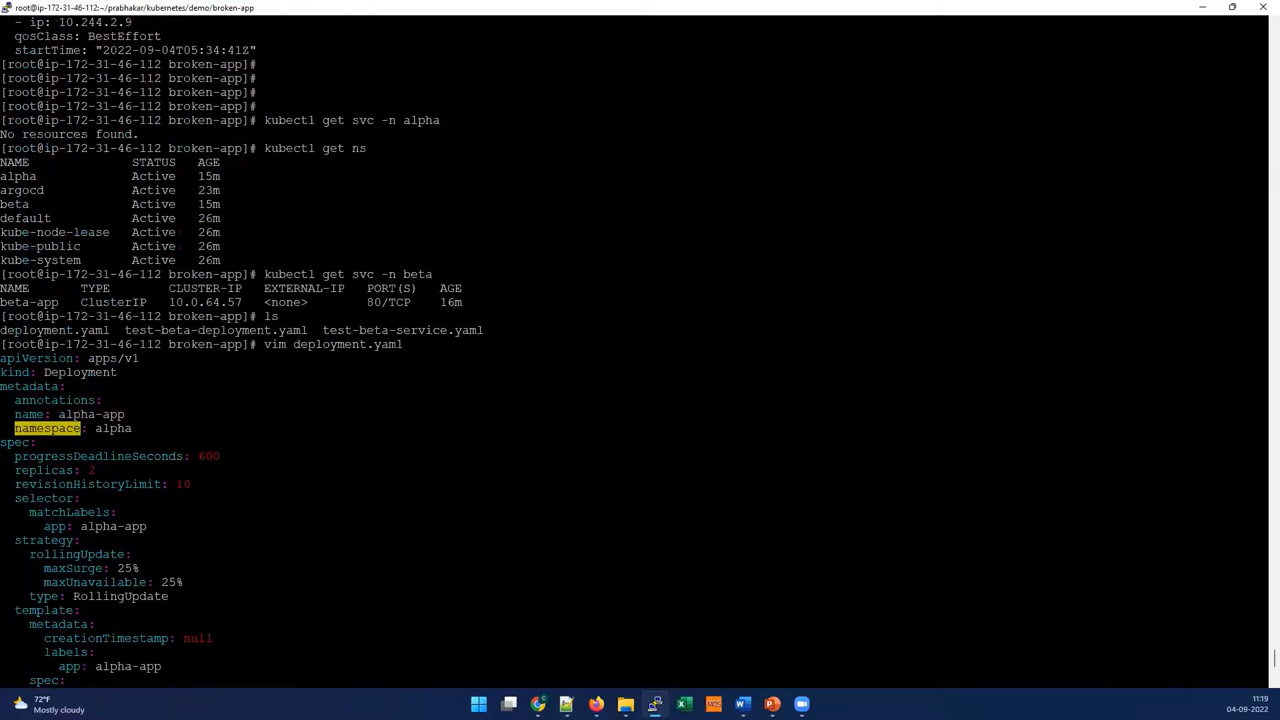 root@ip-172-31-46-112:~/prabhakar/kubernetes/demo/broken-app
  - ip: 10.244.2.9
  qosClass: BestEffort
  startTime: "2022-09-04T05:34:41Z"
[root@ip-172-31-46-112 broken-app]#
[root@ip-172-31-46-112 broken-app]#
[root@ip-172-31-46-112 broken-app]#
[root@ip-172-31-46-112 broken-app]#
[root@ip-172-31-46-112 broken-app]# kubectl get svc -n alpha
No resources found.
[root@ip-172-31-46-112 broken-app]# kubectl get ns
NAME              STATUS   AGE
alpha             Active   15m
argocd            Active   23m
beta              Active   15m
default           Active   26m
kube-node-lease   Active   26m
kube-public       Active   26m
kube-system       Active   26m
[root@ip-172-31-46-112 broken-app]# kubectl get svc -n beta
NAME       TYPE        CLUSTER-IP    EXTERNAL-IP   PORT(S)   AGE
beta-app   ClusterIP   10.0.64.57    <none>        80/TCP    16m
[root@ip-172-31-46-112 broken-app]# ls
deployment.yaml  test-beta-deployment.yaml  test-beta-service.yaml
[root@ip-172-31-46-112 broken-app]# vim deployment.yaml
apiVersion: apps/v1
kind: Deployment
metadata:
  annotations:
  name: alpha-app
  namespace: alpha
spec:
  progressDeadlineSeconds: 600
  replicas: 2
  revisionHistoryLimit: 10
  selector:
    matchLabels:
      app: alpha-app
  strategy:
    rollingUpdate:
      maxSurge: 25%
      maxUnavailable: 25%
    type: RollingUpdate
  template:
    metadata:
      creationTimestamp: null
      labels:
        app: alpha-app
    spec:
72°F
Mostly cloudy
11:19
04-09-2022